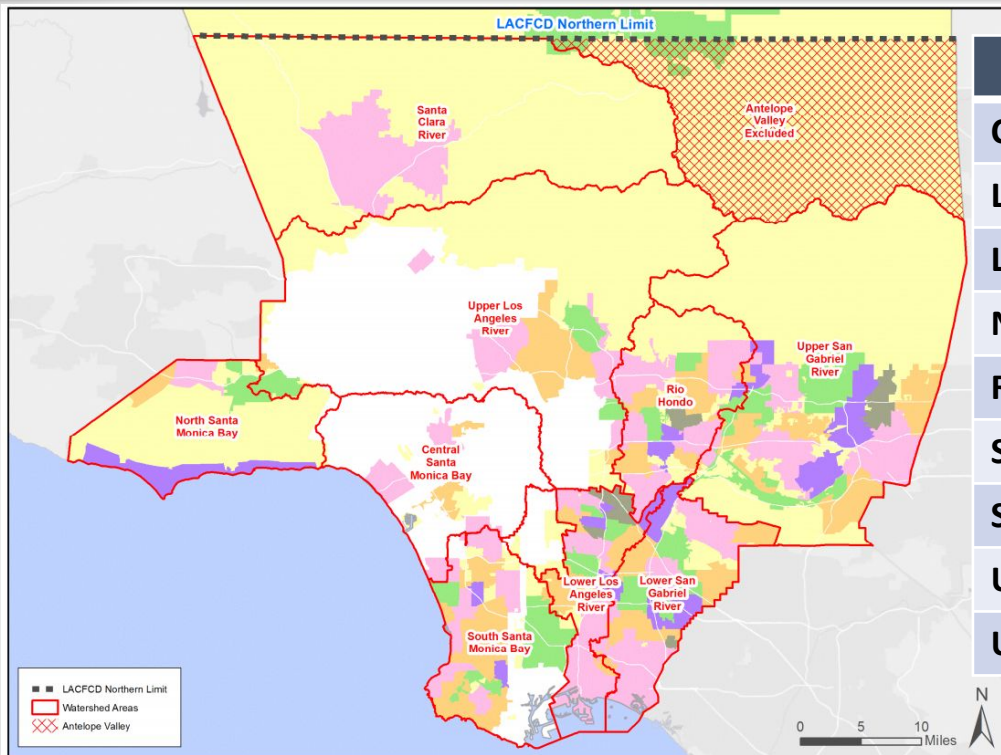 LACFCD Northern Limit
Santa
Clara
River
Antelope
Valley
Excluded
Upper Los
Angeles
River
Upper San
Gabriel
River
Rio
Hondo
North Santa
Monica Bay
Central
Santa
Monica Bay
Lower Los
Angeles
River
Lower San
Gabriel
River
South Santa
Monica Bay
LACFCD Northern Limit
Watershed Areas
Antelope Valley
0 5 10
Miles
N
C
L
L
N
R
S
S
U
U